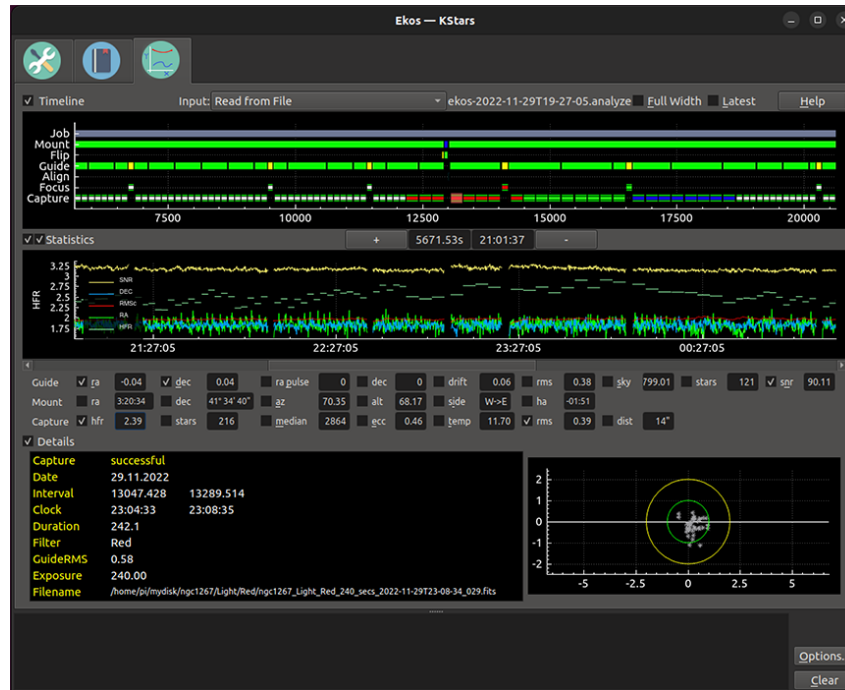 Ekos — KStars
Timeline Input: Read from File ekos-2022-11-29T19-27-05.analyze Full Width Latest Help
Job
Mount
Flip
Guide
Align
Focus
Capture
7500 10000 12500 15000 17500 20000
Statistics + 5671.53s 21:01:37 -
HFR
3.25
3
2.75
2.5
2.25
2
1.75
SNR
DEC
RMSc
RA
HFR
21:27:05 22:27:05 23:27:05 00:27:05
Guide ra -0.04 dec 0.04 ra pulse 0 dec 0 drift 0.06 rms 0.38 sky 799.01 stars 121 snr 90.11
Mount ra 3:20:34 dec 41° 34' 40" az 70.35 alt 68.17 side W->E ha -01:51
Capture hfr 2.39 stars 216 median 2864 ecc 0.46 temp 11.70 rms 0.39 dist 14"
Details
Capture successful
Date 29.11.2022
Interval 13047.428 13289.514
Clock 23:04:33 23:08:35
Duration 242.1
Filter Red
GuideRMS 0.58
Exposure 240.00
Filename /home/pi/mydisk/ngc1267/Light/Red/ngc1267_Light_Red_240_secs_2022-11-29T23-08-34_029.fits
2
1
0
-1
-2
-5 -2.5 0 2.5 5
Options.
Clear